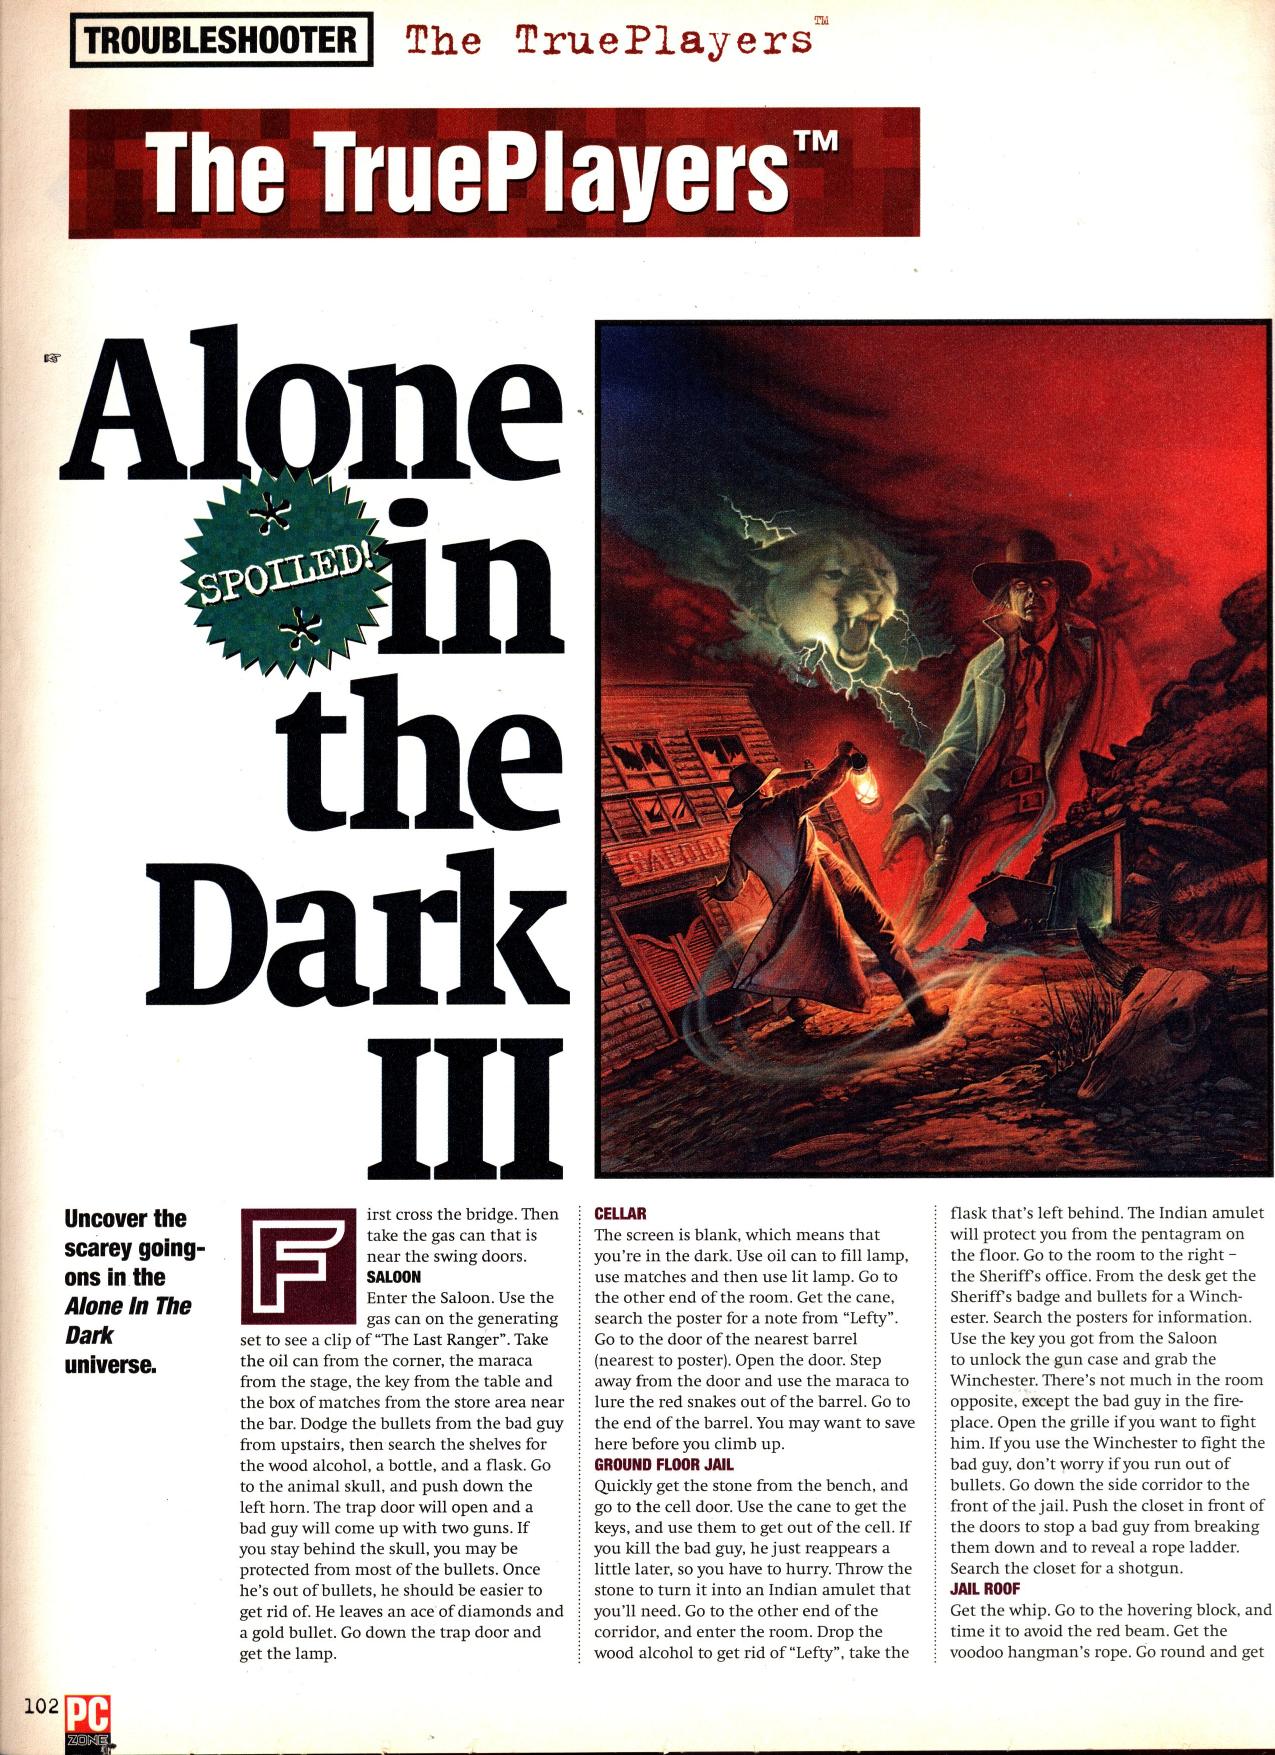 TROUBLESHOOTER The TruePlayers™
The TruePlayers™
Alone
in
the
Dark
III
SPOILED!
SALOON
Uncover the
scarey going-
ons in the
Alone In The
Dark
universe.
First cross the bridge. Then
take the gas can that is
near the swing doors.
SALOON
Enter the Saloon. Use the
gas can on the generating
set to see a clip of “The Last Ranger”. Take
the oil can from the corner, the maraca
from the stage, the key from the table and
the box of matches from the store area near
the bar. Dodge the bullets from the bad guy
from upstairs, then search the shelves for
the wood alcohol, a bottle, and a flask. Go
to the animal skull, and push down the
left horn. The trap door will open and a
bad guy will come up with two guns. If
you stay behind the skull, you may be
protected from most of the bullets. Once
he’s out of bullets, he should be easier to
get rid of. He leaves an ace of diamonds and
a gold bullet. Go down the trap door and
get the lamp.
CELLAR
The screen is blank, which means that
you’re in the dark. Use oil can to fill lamp,
use matches and then use lit lamp. Go to
the other end of the room. Get the cane,
search the poster for a note from “Lefty”.
Go to the door of the nearest barrel
(nearest to poster). Open the door. Step
away from the door and use the maraca to
lure the red snakes out of the barrel. Go to
the end of the barrel. You may want to save
here before you climb up.
GROUND FLOOR JAIL
Quickly get the stone from the bench, and
go to the cell door. Use the cane to get the
keys, and use them to get out of the cell. If
you kill the bad guy, he just reappears a
little later, so you have to hurry. Throw the
stone to turn it into an Indian amulet that
you’ll need. Go to the other end of the
corridor, and enter the room. Drop the
wood alcohol to get rid of “Lefty”, take the
flask that’s left behind. The Indian amulet
will protect you from the pentagram on
the floor. Go to the room to the right –
the Sheriff’s office. From the desk get the
Sheriff’s badge and bullets for a Winch-
ester. Search the posters for information.
Use the key you got from the Saloon
to unlock the gun case and grab the
Winchester. There’s not much in the room
opposite, except the bad guy in the fire-
place. Open the grille if you want to fight
him. If you use the Winchester to fight the
bad guy, don’t worry if you run out of
bullets. Go down the side corridor to the
front of the jail. Push the closet in front of
the doors to stop a bad guy from breaking
them down and to reveal a rope ladder.
Search the closet for a shotgun.
JAIL ROOF
Get the whip. Go to the hovering block, and
time it to avoid the red beam. Get the
voodoo hangman’s rope. Go round and get
102 PC
ZONE